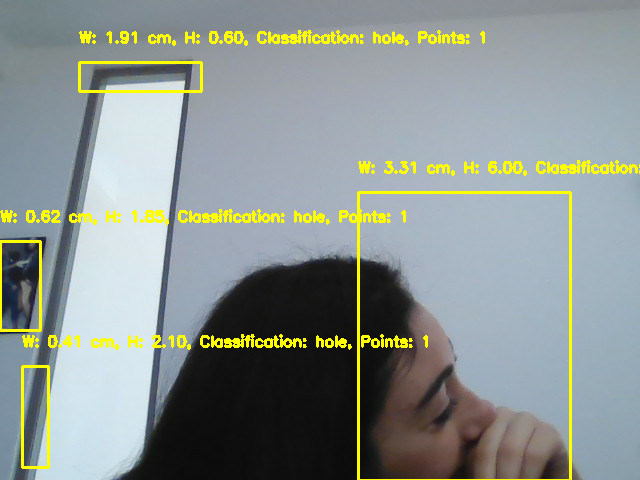 W: 1.91 cm, H: 0.60, Classification: hole, Points: 1
W: 3.31 cm, H: 6.00, Classification:
W: 0.62 cm, H: 1.85, Classification: hole, Points: 1
W: 0.41 cm, H: 2.10, Classification: hole, Points: 1